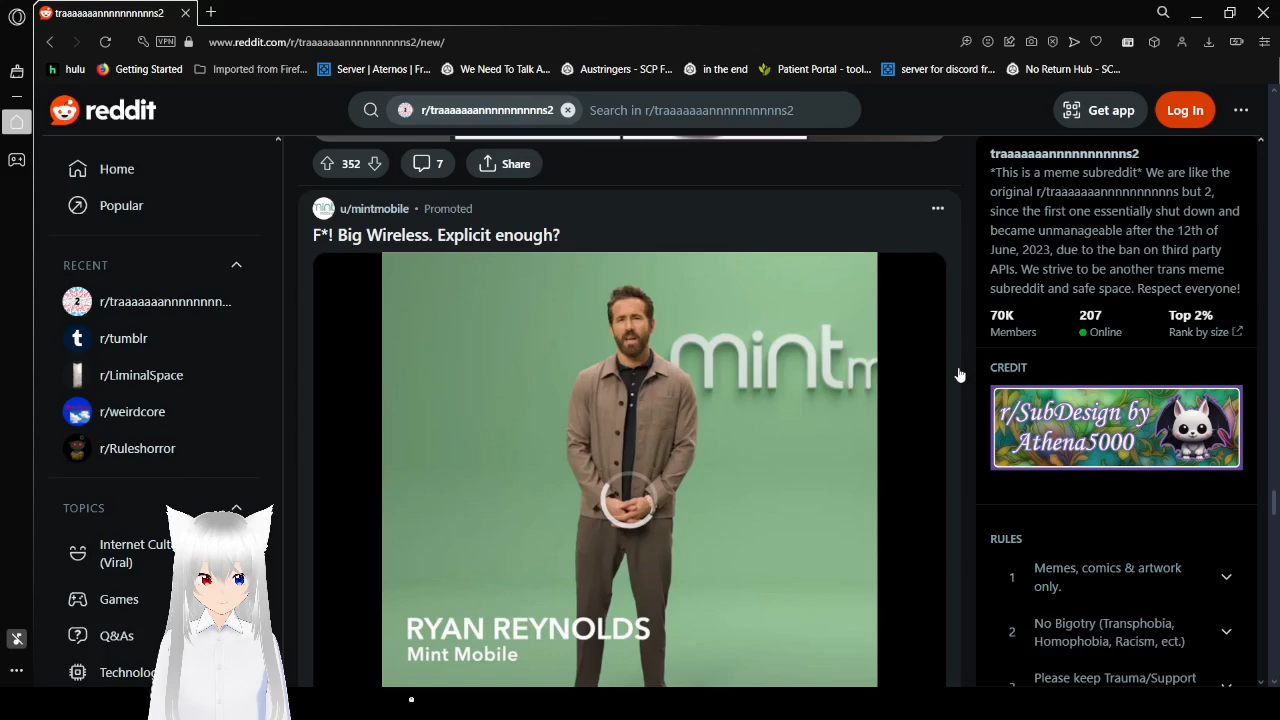 traaaaaaannnnnnnnnns2
www.reddit.com/r/traaaaaaannnnnnnnnns2/new/
VPN
hulu
Getting Started
Imported from Firef...
Server | Aternos | Fr...
We Need To Talk A...
Austringers - SCP F...
in the end
Patient Portal - tool...
server for discord fr...
No Return Hub - SC...
reddit
r/traaaaaaannnnnnnnnns2
Search in r/traaaaaaannnnnnnnnns2
Get app
Log In
Home
Popular
RECENT
r/traaaaaaannnnnnn...
r/tumblr
r/LiminalSpace
r/weirdcore
r/Ruleshorror
TOPICS
Internet Cult
(Viral)
Games
Q&As
Technolo
352
7
Share
u/mintmobile • Promoted
F*! Big Wireless. Explicit enough?
mint m
RYAN REYNOLDS
Mint Mobile
traaaaaaannnnnnnnnns2
*This is a meme subreddit* We are like the
original r/traaaaaaannnnnnnnnns but 2,
since the first one essentially shut down and
became unmanageable after the 12th of
June, 2023, due to the ban on third party
APIs. We strive to be another trans meme
subreddit and safe space. Respect everyone!
70K
Members
207
Online
Top 2%
Rank by size
CREDIT
r/SubDesign by
Athena5000
RULES
1 Memes, comics & artwork
only.
2 No Bigotry (Transphobia,
Homophobia, Racism, ect.)
Please keep Trauma/Support